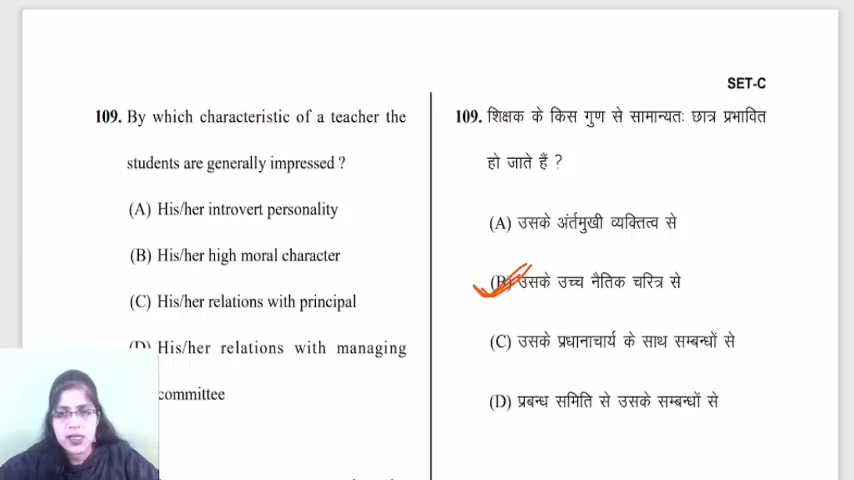 SET-C
109. By which characteristic of a teacher the
students are generally impressed ?
(A) His/her introvert personality
(B) His/her high moral character
(C) His/her relations with principal
(D) His/her relations with managing
committee
109. शिक्षक के किस गुण से सामान्यतः छात्र प्रभावित
हो जाते हैं ?
(A) उसके अंर्तमुखी व्यक्तित्व से
(B) उसके उच्च नैतिक चरित्र से
(C) उसके प्रधानाचार्य के साथ सम्बन्धों से
(D) प्रबन्ध समिति से उसके सम्बन्धों से